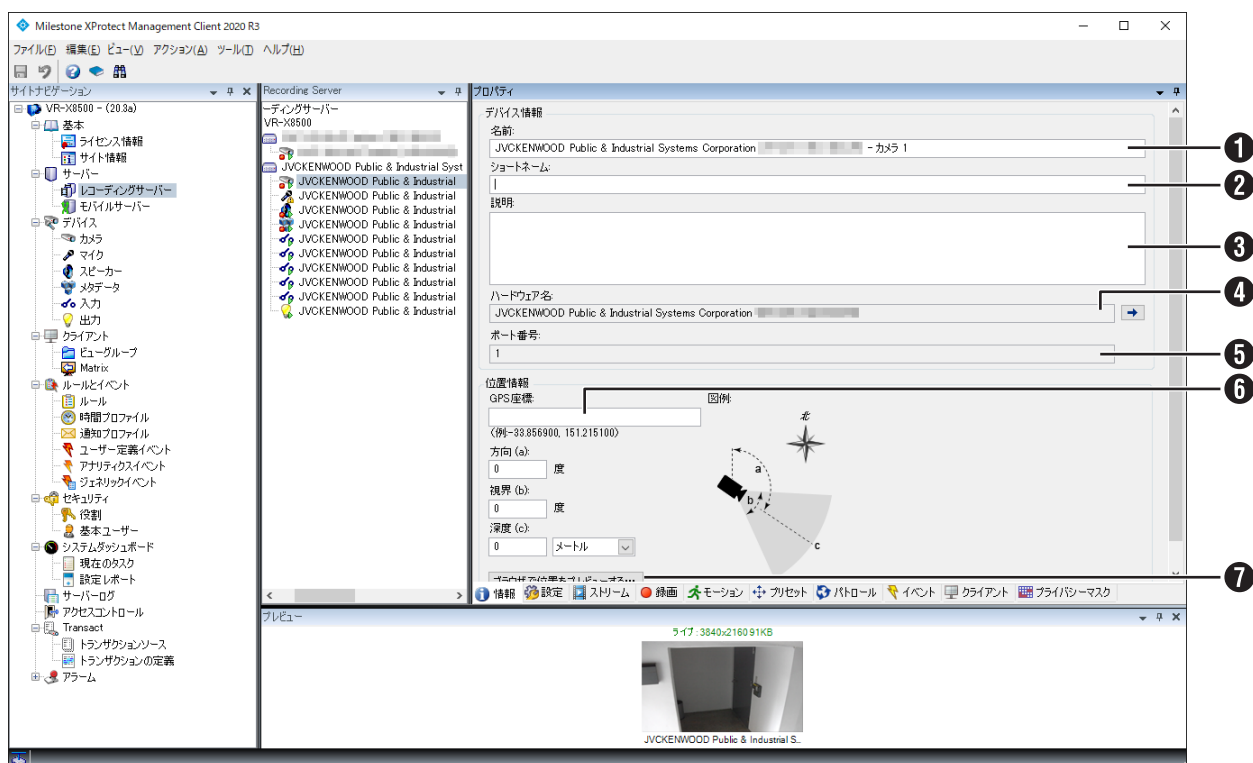 Milestone XProtect Management Client 2020 R3
ファイル(F) 編集(E) ビュー(V) アクション(A) ツール(T) ヘルプ(H)
サイトナビゲーション
VR-X8500 - (20.3a)
基本
ライセンス情報
サイト情報
サーバー
レコーディングサーバー
モバイルサーバー
デバイス
カメラ
マイク
スピーカー
メタデータ
入力
出力
クライアント
ビューグループ
Matrix
ルールとイベント
ルール
時間プロファイル
通知プロファイル
ユーザー定義イベント
アナリティクスイベント
ジェネリックイベント
セキュリティ
役割
基本ユーザー
システムダッシュボード
現在のタスク
設定レポート
サーバーログ
アクセスコントロール
Transact
トランザクションソース
トランザクションの定義
アラーム
Recording Server
ーディングサーバー
VR-X8500
JVCKENWOOD Public & Industrial Syst
JVCKENWOOD Public & Industrial
JVCKENWOOD Public & Industrial
JVCKENWOOD Public & Industrial
JVCKENWOOD Public & Industrial
JVCKENWOOD Public & Industrial
JVCKENWOOD Public & Industrial
JVCKENWOOD Public & Industrial
JVCKENWOOD Public & Industrial
JVCKENWOOD Public & Industrial
JVCKENWOOD Public & Industrial
プロパティ
デバイス情報
名前:
JVCKENWOOD Public & Industrial Systems Corporation - カメラ 1
1
ショートネーム:
2
説明:
3
ハードウェア名:
JVCKENWOOD Public & Industrial Systems Corporation
4
ポート番号:
1
5
位置情報
GPS 座標:
図例:
6
(例:-33.856900, 151.215100)
北
方向 (a):
0 度
a
視界 (b):
0 度
b
深度 (c):
0 メートル
c
ブラウザで位置をプレビューする...
7
情報 設定 ストリーム 録画 モーション プリセット パトロール イベント クライアント プライバシーマスク
プレビュー
ライブ: 3840x2160 91KB
JVCKENWOOD Public & Industrial S...